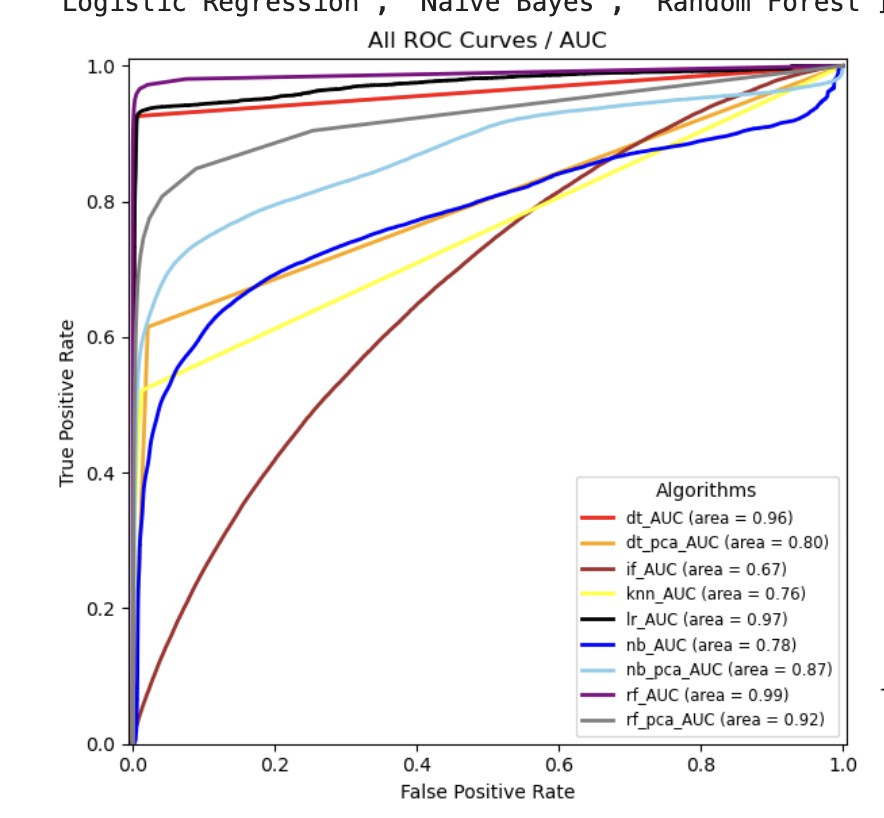 Logistic Regression", "Naive Bayes", "Random Forest"]
All ROC Curves / AUC
1.0
0.8
0.6
0.4
0.2
0.0
True Positive Rate
Algorithms
dt_AUC (area = 0.96)
dt_pca_AUC (area = 0.80)
if_AUC (area = 0.67)
knn_AUC (area = 0.76)
lr_AUC (area = 0.97)
nb_AUC (area = 0.78)
nb_pca_AUC (area = 0.87)
rf_AUC (area = 0.99)
rf_pca_AUC (area = 0.92)
0.0 0.2 0.4 0.6 0.8 1.0
False Positive Rate